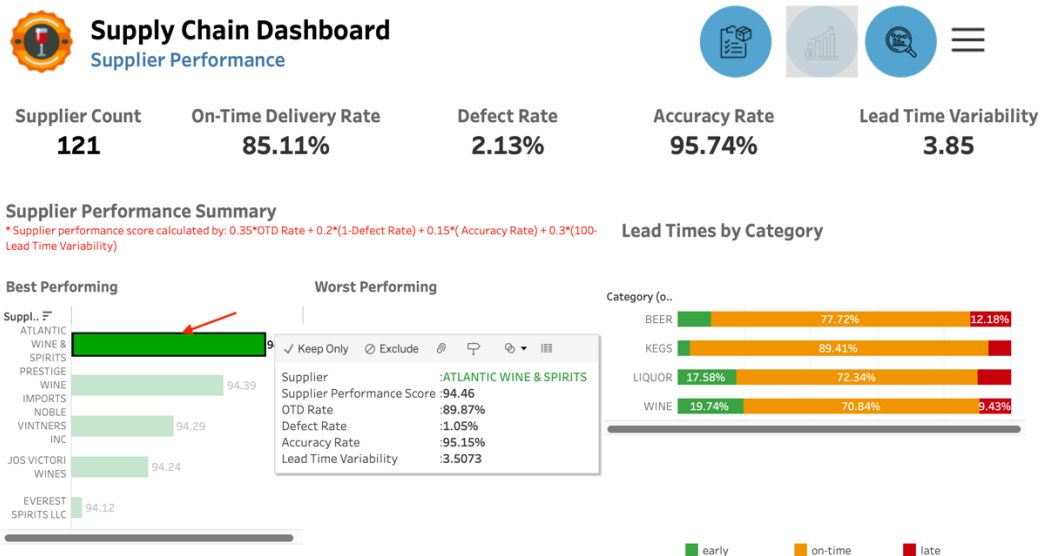 Supply Chain Dashboard
Supplier Performance
Supplier Count
121
On-Time Delivery Rate
85.11%
Defect Rate
2.13%
Accuracy Rate
95.74%
Lead Time Variability
3.85
Supplier Performance Summary
* Supplier performance score calculated by: 0.35*OTD Rate + 0.2*(1-Defect Rate) + 0.15*( Accuracy Rate) + 0.3*(100-
Lead Time Variability)
Best Performing
Suppl..
ATLANTIC
WINE &
SPIRITS
PRESTIGE
WINE
IMPORTS
94.39
NOBLE
VINTNERS
INC
94.29
JOS VICTORI
WINES
94.24
EVEREST
SPIRITS LLC
94.12
Worst Performing
Keep Only Exclude
Supplier :ATLANTIC WINE & SPIRITS
Supplier Performance Score :94.46
OTD Rate :89.87%
Defect Rate :1.05%
Accuracy Rate :95.15%
Lead Time Variability :3.5073
Lead Times by Category
Category (o..
BEER 77.72% 12.18%
KEGS 89.41%
LIQUOR 17.58% 72.34%
WINE 19.74% 70.84% 9.43%
early on-time late